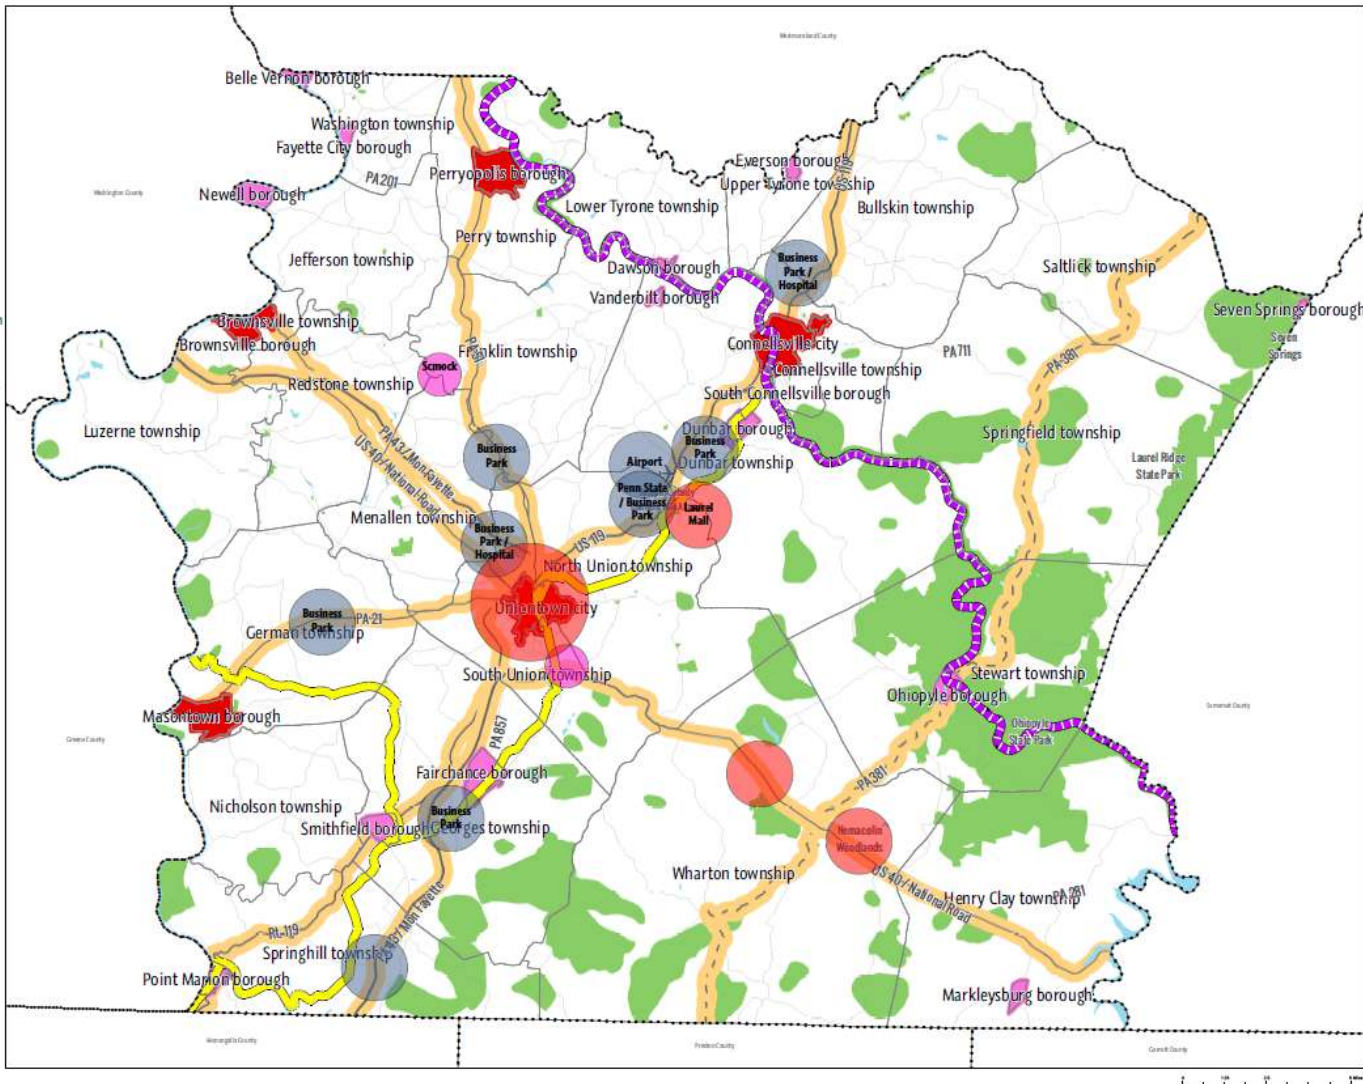 Westmoreland County
Belle Vernon borough
Washington township
Fayette City borough
Everson borough
US-119
Perryopolis borough
PA201
Upper Tyrone township
Washington County
Newell borough
Lower Tyrone township
Bullskin township
Perry township
Jefferson township
Business
Park /
Hospital
Dawson borough
Saltlick township
Vanderbilt borough
Seven Springs borough
Brownsville township
Seven
Springs
Brownsville borough
Connellsville city
Franklin township
PA711
PA-381
Smock
Connellsville township
Redstone township
South Connellsville borough
Luzerne township
Dunbar borough
Springfield township
PA-43 / Mon Fayette
US 40 / National Road
Business
Park
Business
Park
Airport
Dunbar township
Laurel Ridge
State Park
Penn State
/ Business
Park
Laurel
Mall
Menallen township
Business
Park /
Hospital
US-119
North Union township
Uniontown city
Business
Park
PA-21
German township
South Union township
Stewart township
Ohiopyle borough
Masontown borough
Ohiopyle
State Park
Somerset County
Greene County
PA857
Fairchance borough
PA381
Nicholson township
Business
Park
Smithfield borough
Georges township
Nemacolin
Woodlands
Wharton township
US 40 / National Road
Henry Clay township
PA 281
Rt-119
PA 43 / Mon Fayette
Springhill township
Point Marion borough
Markleysburg borough
Monongalia County
Preston County
Garrett County